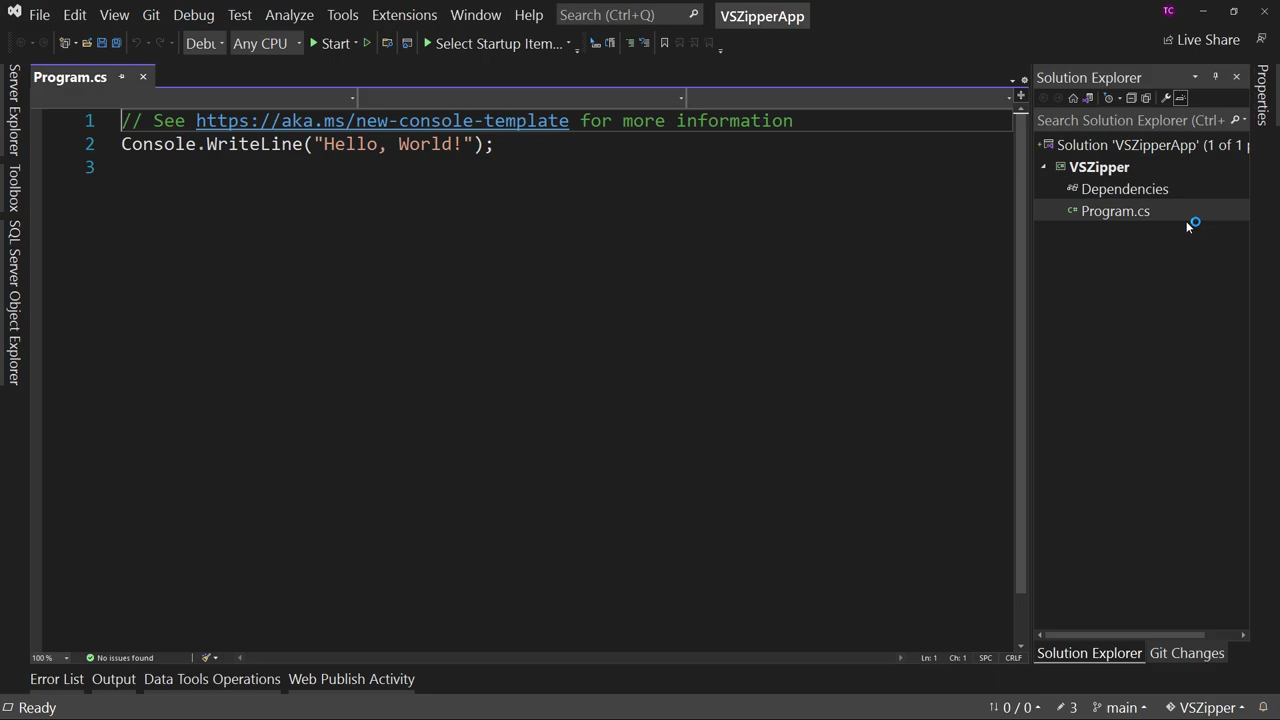 File Edit View Git Debug Test Analyze Tools Extensions Window Help Search (Ctrl+Q) VSZipperApp TC
Debu Any CPU Start Select Startup Item... Live Share
Server Explorer
Toolbox
SQL Server Object Explorer
Program.cs
1 // See https://aka.ms/new-console-template for more information
2 Console.WriteLine("Hello, World!");
3
100 % No issues found Ln: 1 Ch: 1 SPC CRLF
Solution Explorer
Search Solution Explorer (Ctrl+
Solution 'VSZipperApp' (1 of 1 p
VSZipper
Dependencies
C# Program.cs
Solution Explorer Git Changes
Properties
Error List Output Data Tools Operations Web Publish Activity
Ready 0 / 0 3 main VSZipper